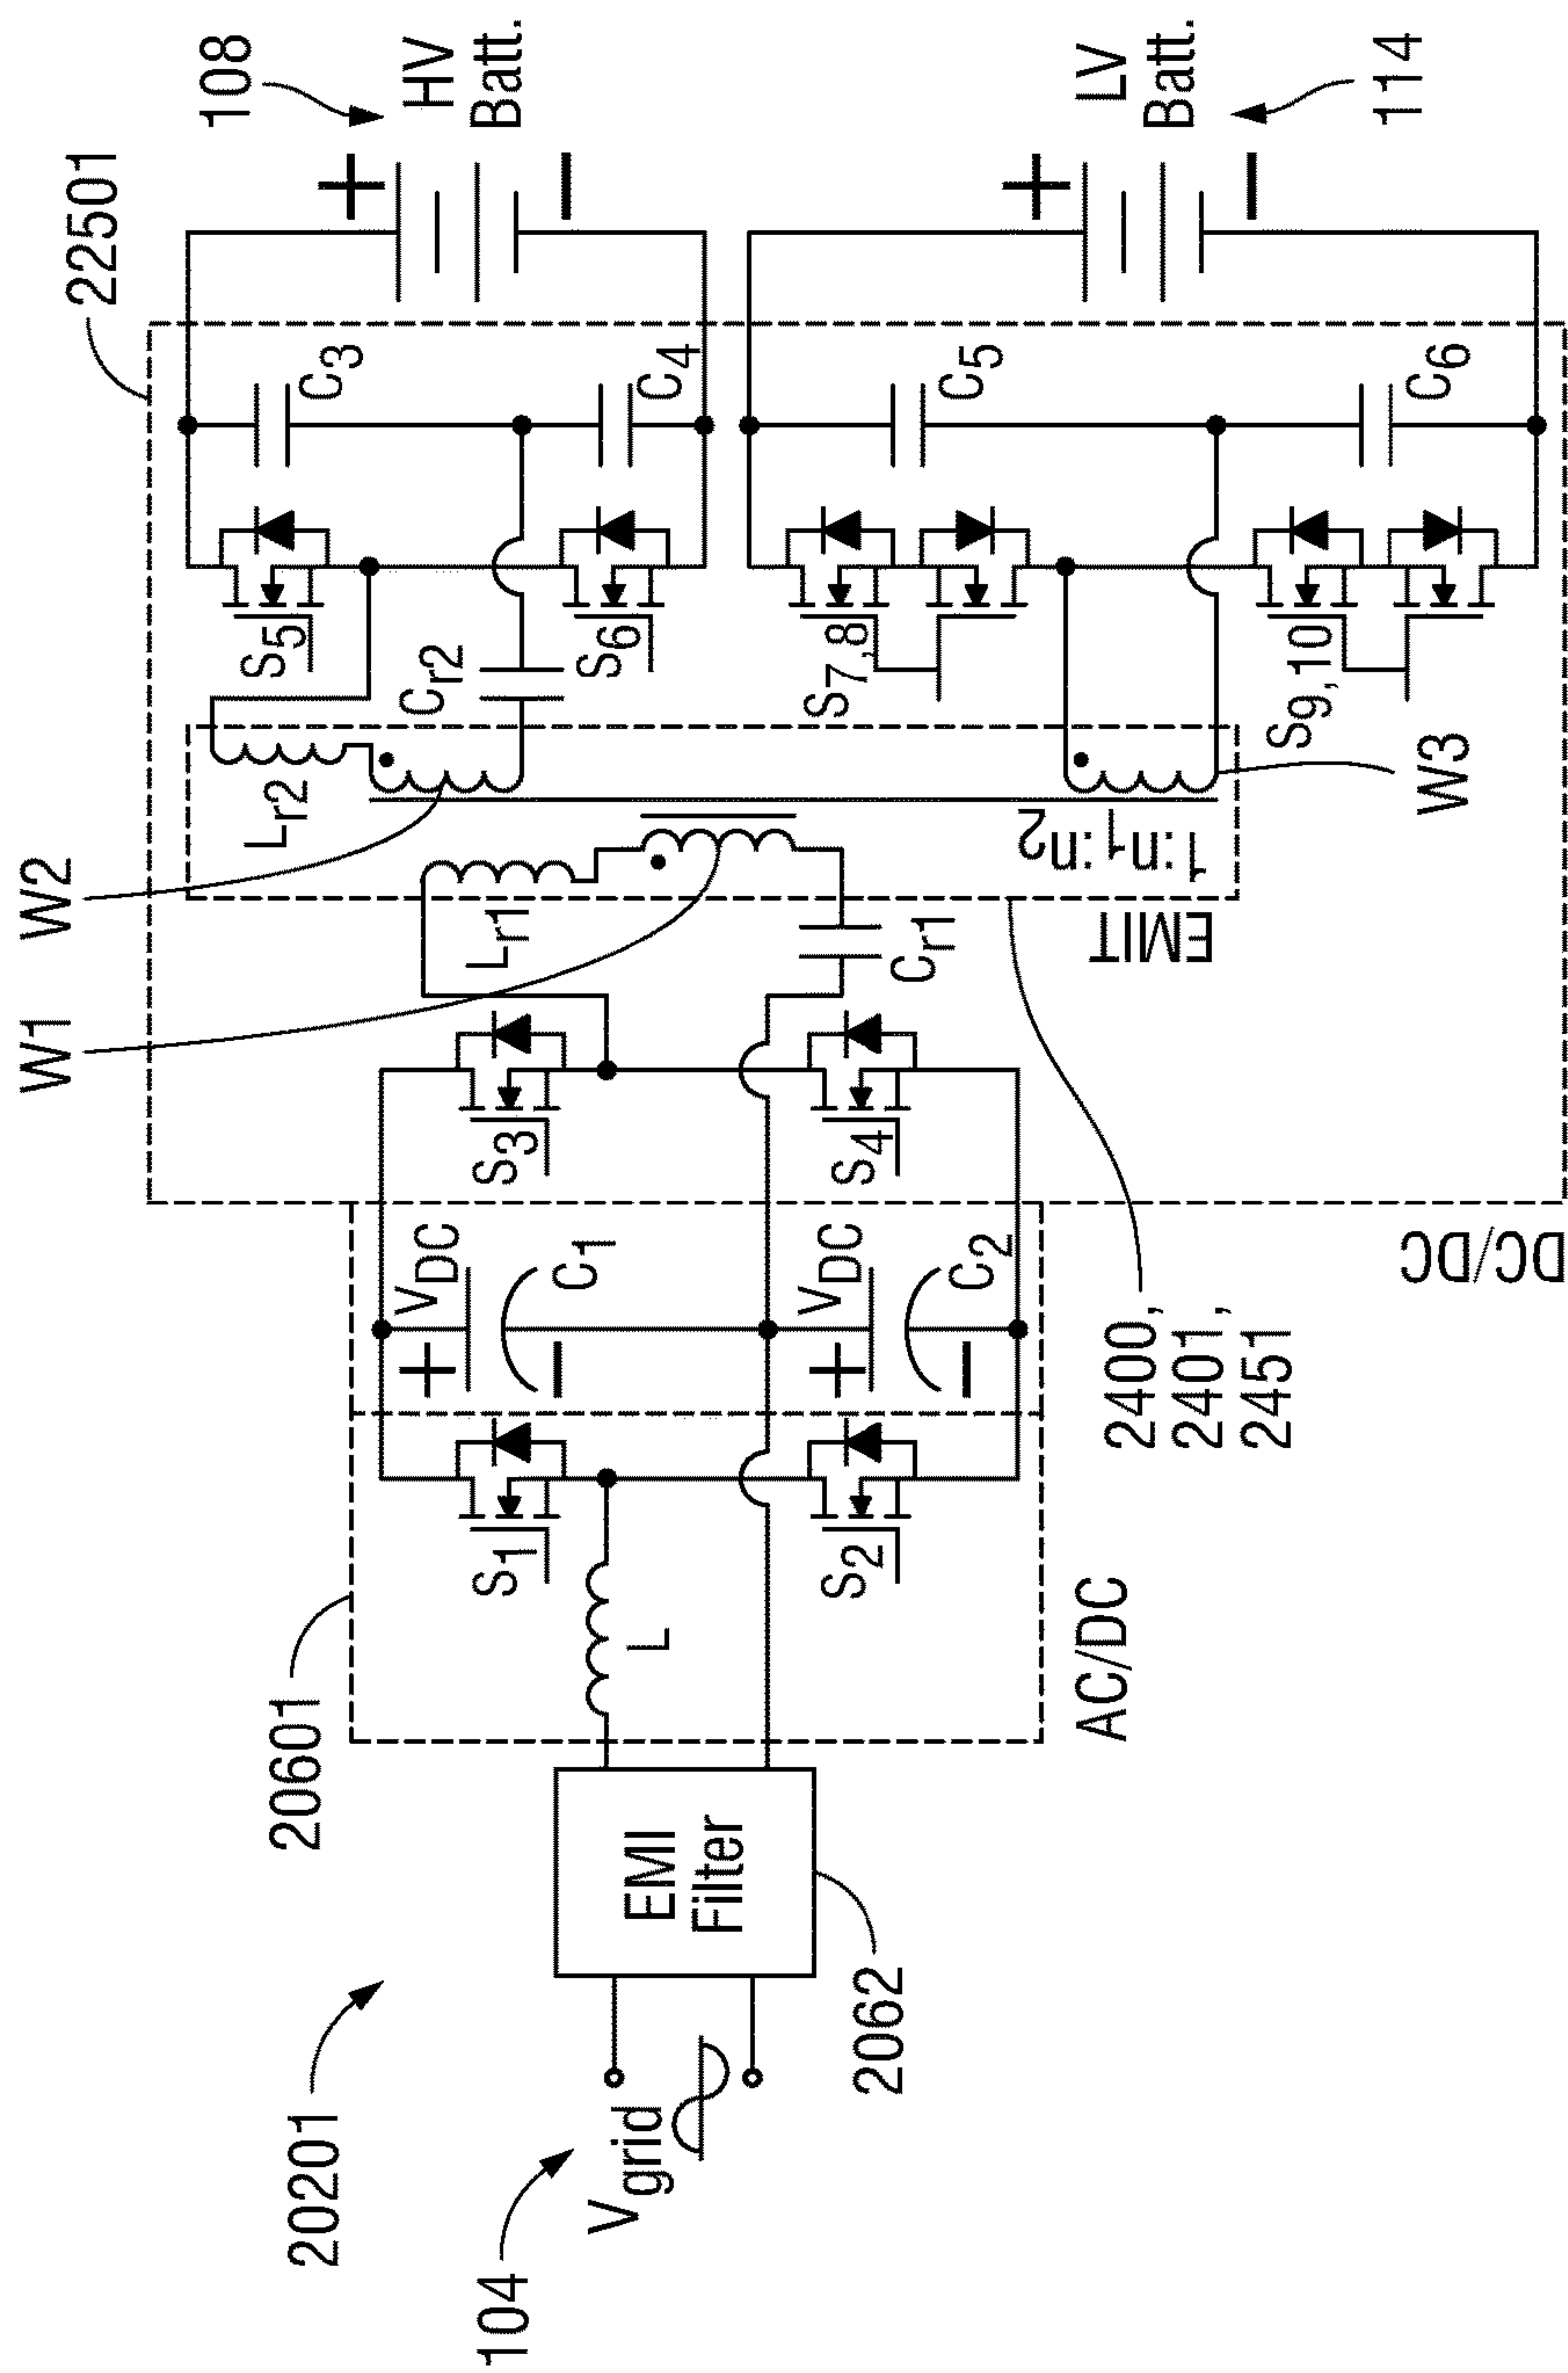 20201
104
Vgrid
EMI
Filter
2062
20601
AC/DC
L
S1
S2
VDC
C1
VDC
C2
S3
S4
W1
W2
Lr1
Cr1
Lr2
Cr2
1:n1:n2
EMIT
2400,
2401,
2451
DC/DC
W3
22501
S5
S6
C3
C4
S7,8
S9,10
C5
C6
108
HV
Batt.
LV
Batt.
114